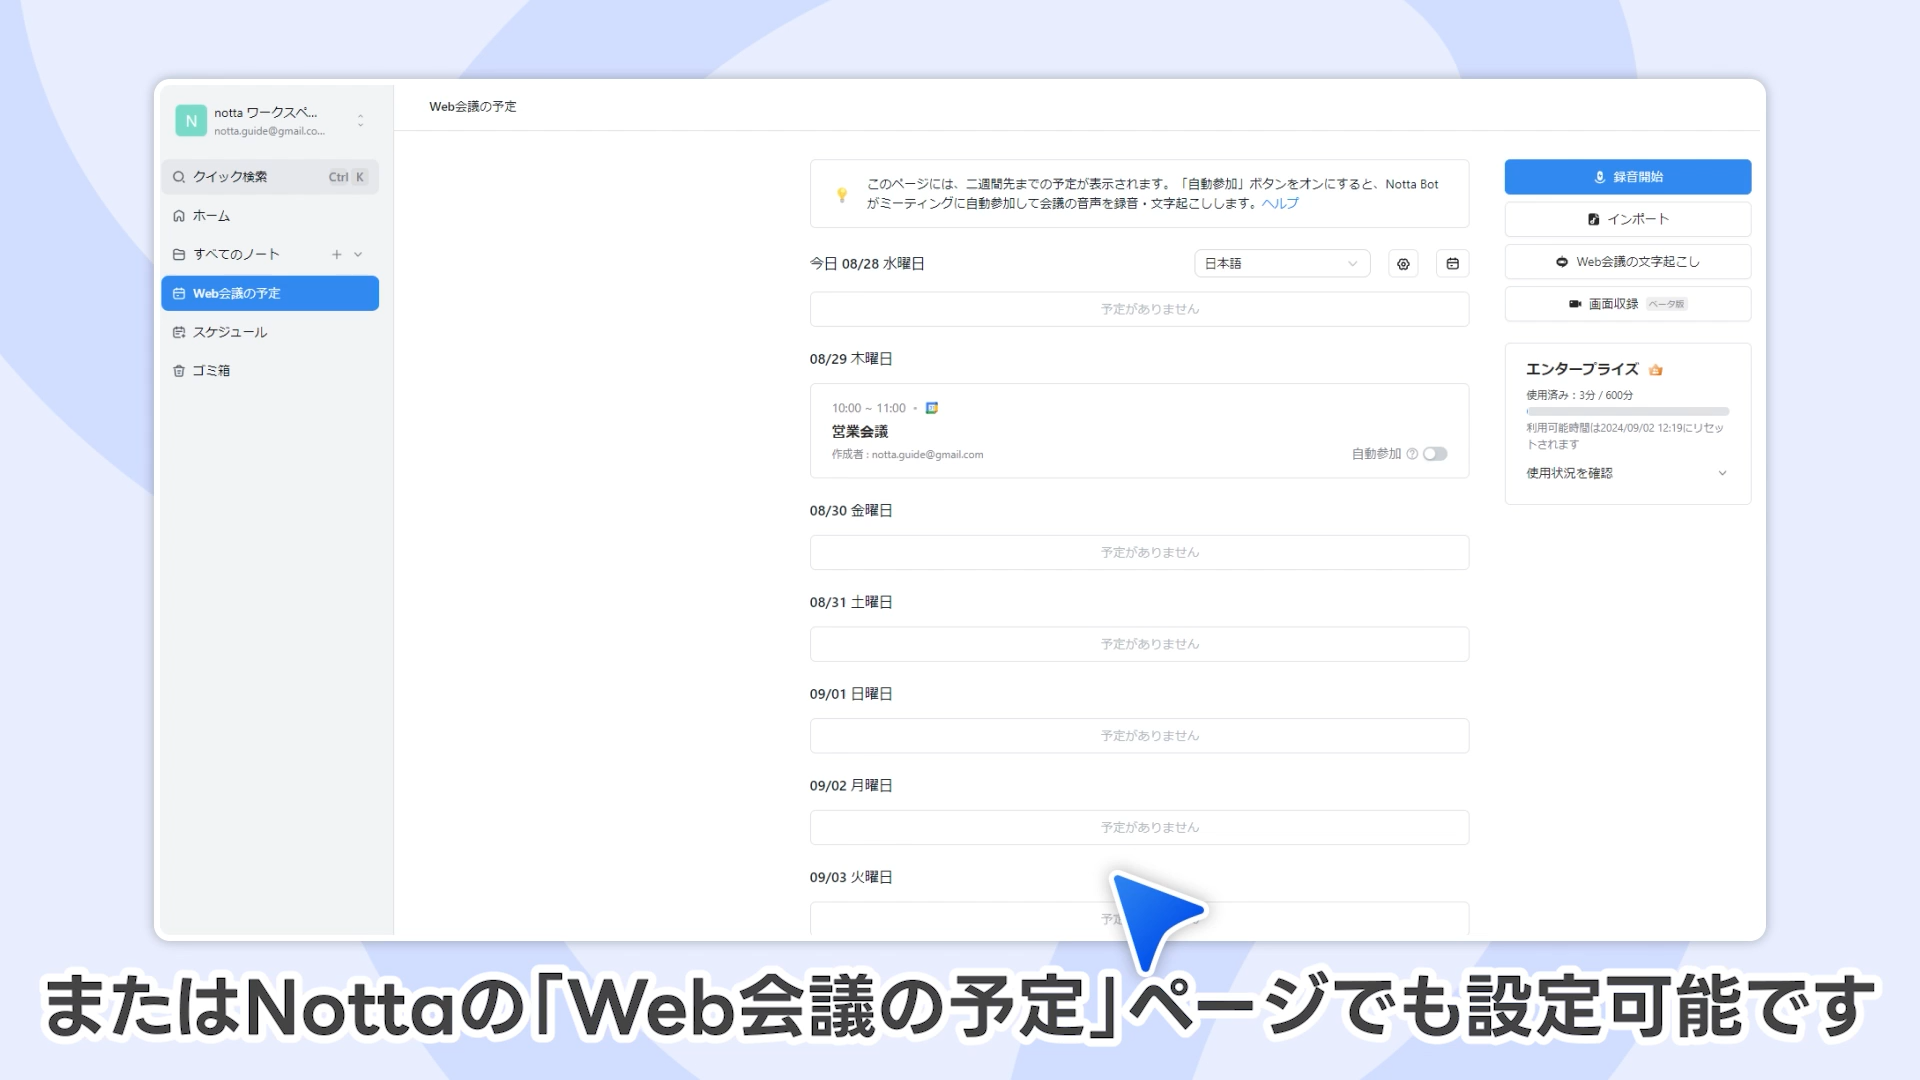 N
notta ワークスペ...
notta.guide@gmail.co...
クイック検索 Ctrl K
ホーム
すべてのノート
Web会議の予定
スケジュール
ゴミ箱
Web会議の予定
このページには、二週間先までの予定が表示されます。「自動参加」ボタンをオンにすると、Notta Bot
がミーティングに自動参加して会議の音声を録音・文字起こしします。ヘルプ
今日 08/28 水曜日
日本語
予定がありません
08/29 木曜日
10:00 ~ 11:00
営業会議
作成者 : notta.guide@gmail.com
自動参加
08/30 金曜日
予定がありません
08/31 土曜日
予定がありません
09/01 日曜日
予定がありません
09/02 月曜日
予定がありません
09/03 火曜日
録音開始
インポート
Web会議の文字起こし
画面収録 ベータ版
エンタープライズ
使用済み：3分 / 600分
利用可能時間は2024/09/02 12:19にリセッ
トされます
使用状況を確認
またはNottaの「Web会議の予定」ページでも設定可能です